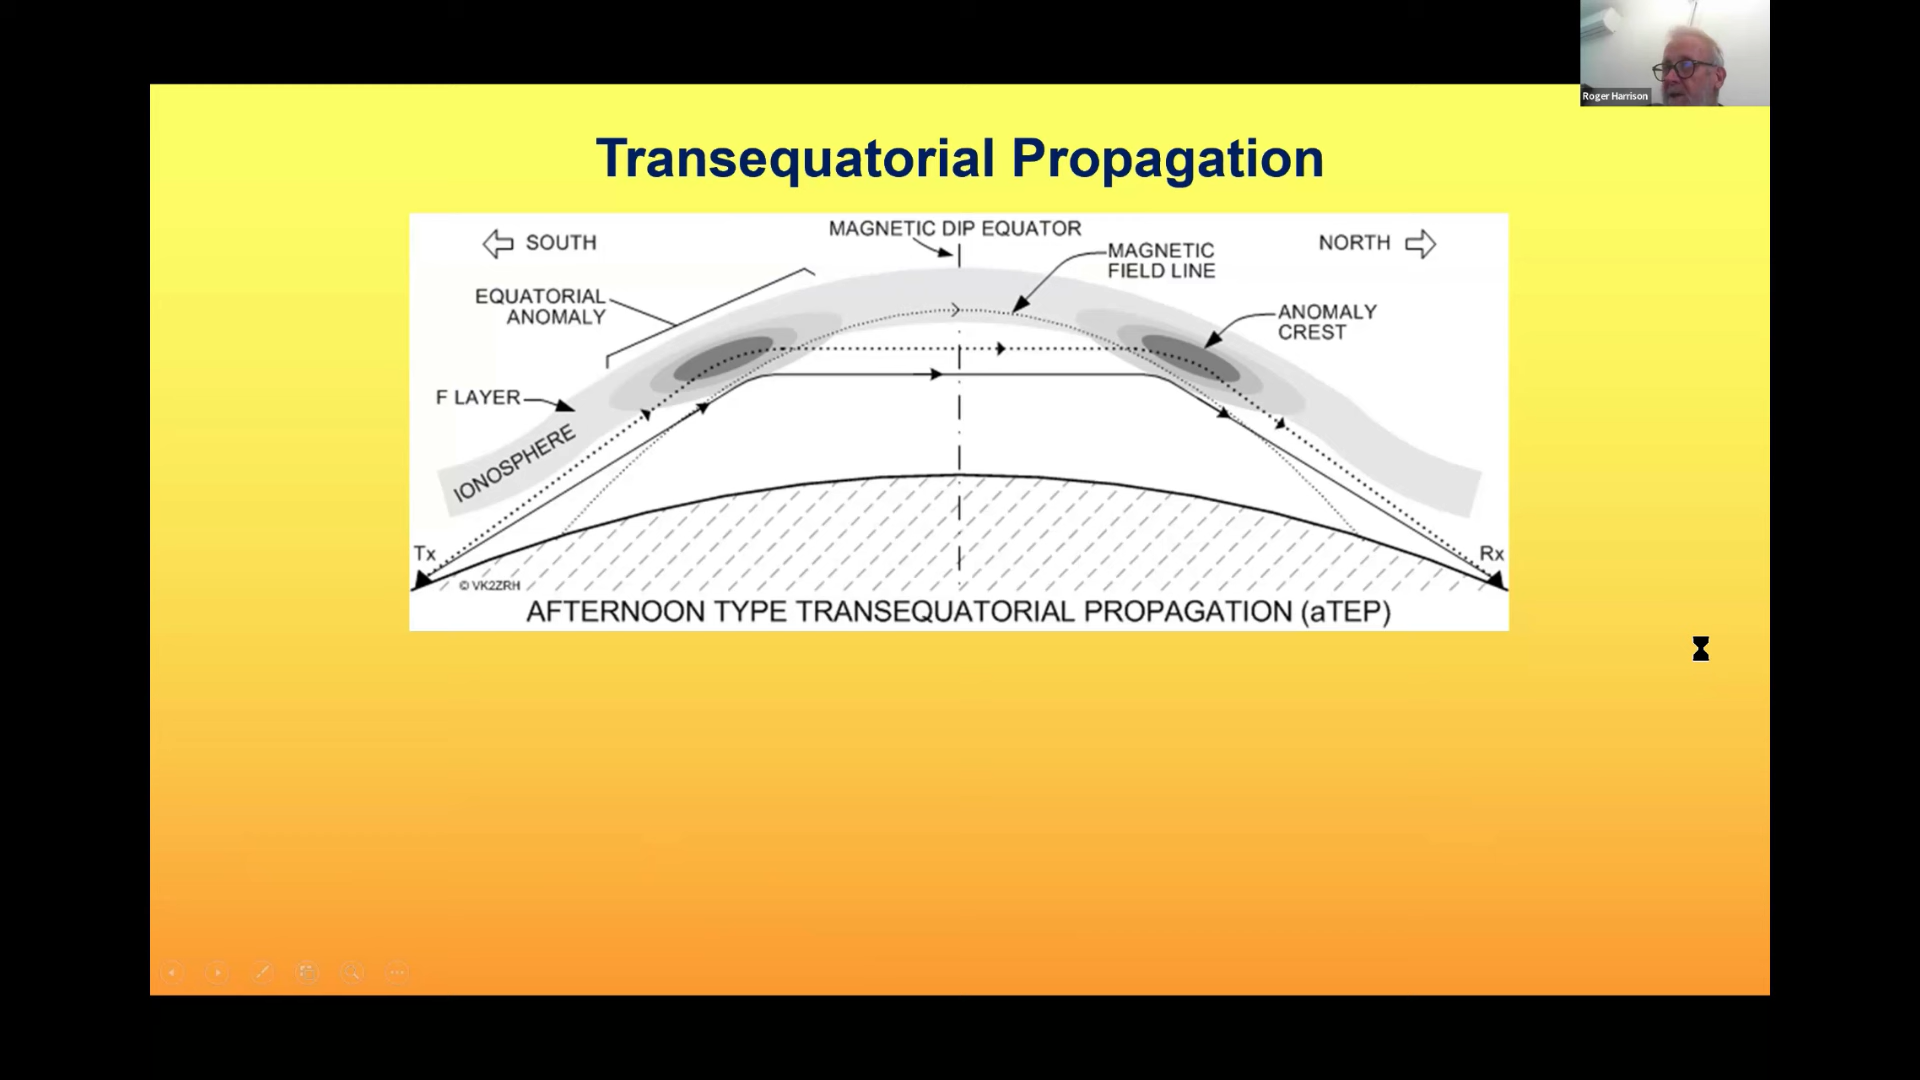 Roger Harrison
Transequatorial Propagation
MAGNETIC DIP EQUATOR
SOUTH
NORTH
MAGNETIC
FIELD LINE
EQUATORIAL
ANOMALY
ANOMALY
CREST
F LAYER
IONOSPHERE
Tx
Rx
© VK2ZRH
AFTERNOON TYPE TRANSEQUATORIAL PROPAGATION (aTEP)